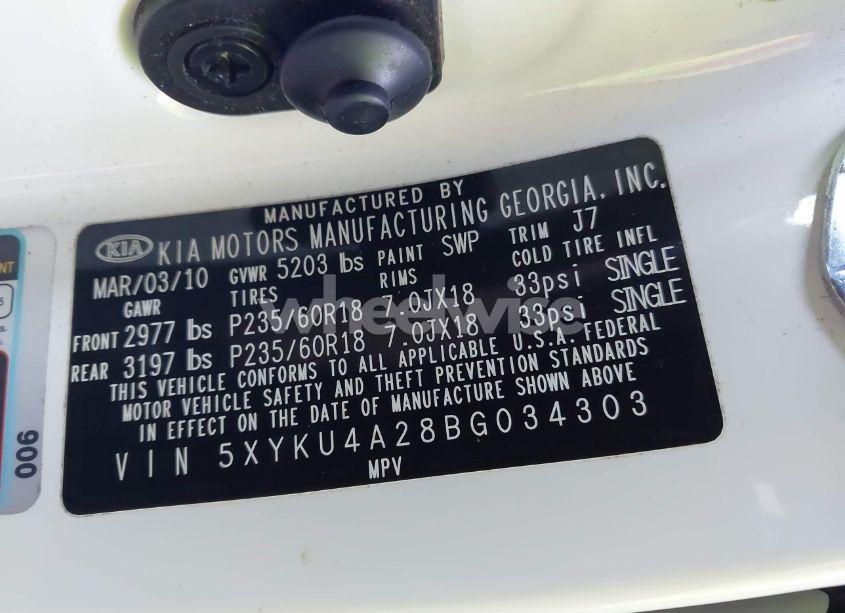 MANUFACTURED BY
KIA KIA MOTORS MANUFACTURING GEORGIA, INC.
MAR/03/10 GVWR 5203 lbs PAINT SWP TRIM J7
GAWR TIRES RIMS COLD TIRE INFL
FRONT 2977 lbs P235/60R18 7.0JX18 33psi SINGLE
REAR 3197 lbs P235/60R18 7.0JX18 33psi SINGLE
THIS VEHICLE CONFORMS TO ALL APPLICABLE U.S.A. FEDERAL
MOTOR VEHICLE SAFETY AND THEFT PREVENTION STANDARDS
IN EFFECT ON THE DATE OF MANUFACTURE SHOWN ABOVE
VIN 5XYKU4A28BG034303
MPV
006
wheelwise